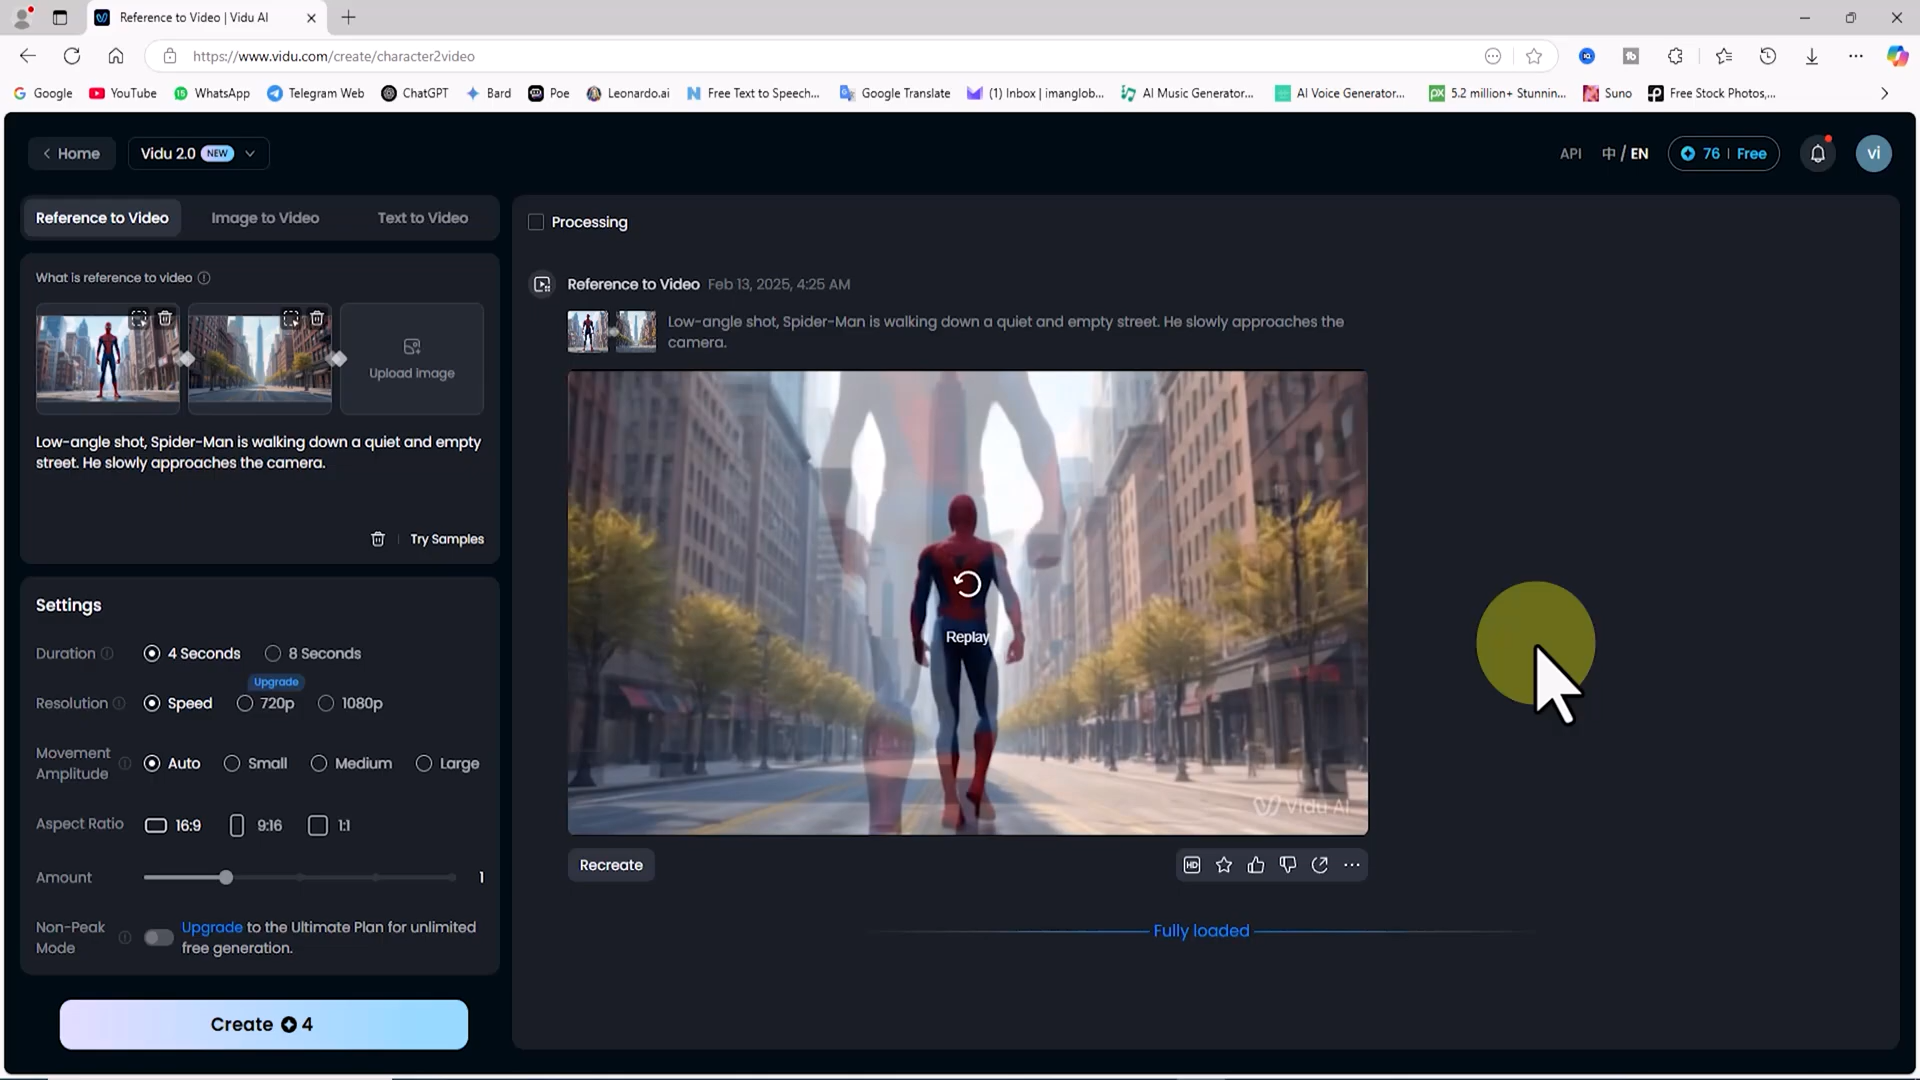 Reference to Video | Vidu AI
https://www.vidu.com/create/character2video
Google
YouTube
WhatsApp
Telegram Web
ChatGPT
Bard
Poe
Leonardo.ai
Free Text to Speech...
Google Translate
(1) Inbox | imanglob...
AI Music Generator...
AI Voice Generator...
5.2 million+ Stunnin...
Suno
Free Stock Photos,...
Home
Vidu 2.0 NEW
API
中 / EN
76 | Free
vi
Reference to Video
Image to Video
Text to Video
What is reference to video
Upload image
Low-angle shot, Spider-Man is walking down a quiet and empty
street. He slowly approaches the camera.
Try Samples
Settings
Duration
4 Seconds
8 Seconds
Upgrade
Resolution
Speed
720p
1080p
Movement
Amplitude
Auto
Small
Medium
Large
Aspect Ratio
16:9
9:16
1:1
Amount
1
Non-Peak
Mode
Upgrade to the Ultimate Plan for unlimited
free generation.
Create 4
Processing
Reference to Video Feb 13, 2025, 4:25 AM
Low-angle shot, Spider-Man is walking down a quiet and empty street. He slowly approaches the
camera.
Replay
Vidu AI
Recreate
HD
Fully loaded